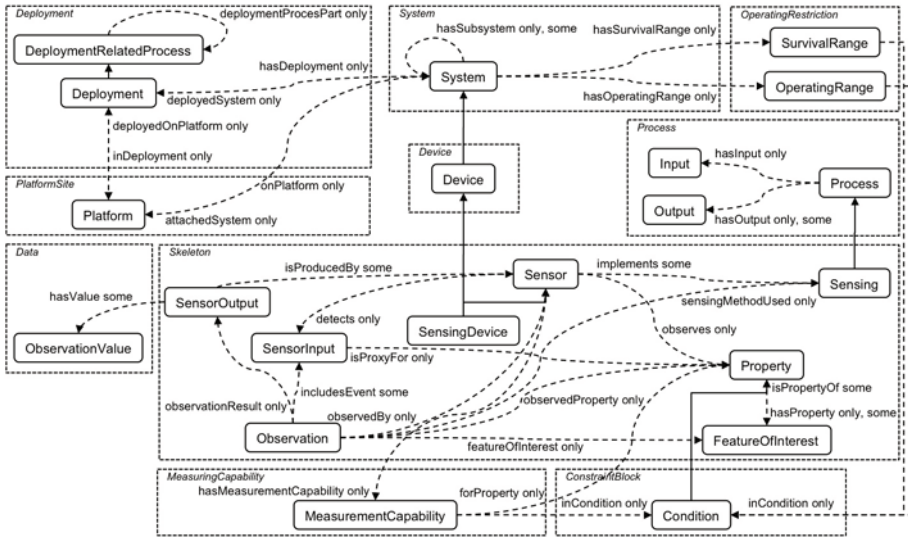 Deployment
deploymentProcesPart only
DeploymentRelatedProcess
Deployment
hasDeployment only
deployedSystem only
deployedOnPlatform only
inDeployment only
System
hasSubsystem only, some
System
hasSurvivalRange only
hasOperatingRange only
OperatingRestriction
SurvivalRange
OperatingRange
Process
Input
hasInput only
Process
Output
hasOutput only, some
Device
Device
PlatformSite
onPlatform only
Platform
attachedSystem only
Data
hasValue some
ObservationValue
Skeleton
isProducedBy some
Sensor
implements some
SensorOutput
Sensing
sensingMethodUsed only
detects only
SensingDevice
observes only
SensorInput
isProxyFor only
Property
isPropertyOf some
includesEvent some
observationResult only
observedBy only
observedProperty only
hasProperty only, some
Observation
featureOfInterest only
FeatureOfInterest
MeasuringCapability
hasMeasurementCapability only
forProperty only
MeasurementCapability
ConstraintBlock
inCondition only
Condition
inCondition only